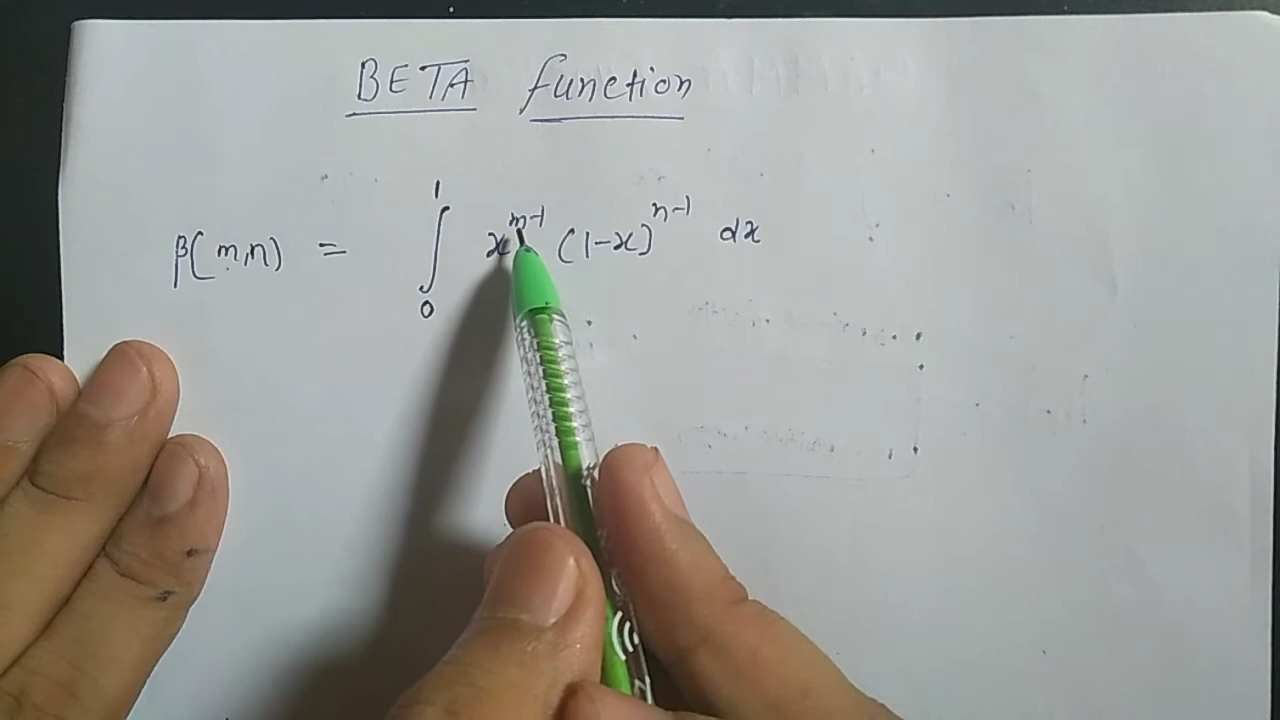 BETA function
β(m,n) = ∫₀¹ x^{m-1} (1-x)^{n-1} dx